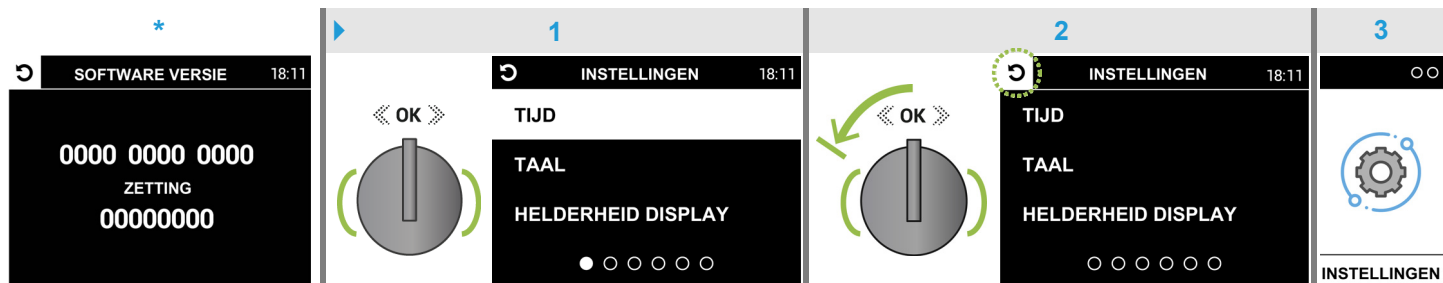 *
SOFTWARE VERSIE 18:11
0000 0000 0000
ZETTING
00000000
1
OK
INSTELLINGEN 18:11
TIJD
TAAL
HELDERHEID DISPLAY
2
OK
INSTELLINGEN 18:11
TIJD
TAAL
HELDERHEID DISPLAY
3
INSTELLINGEN